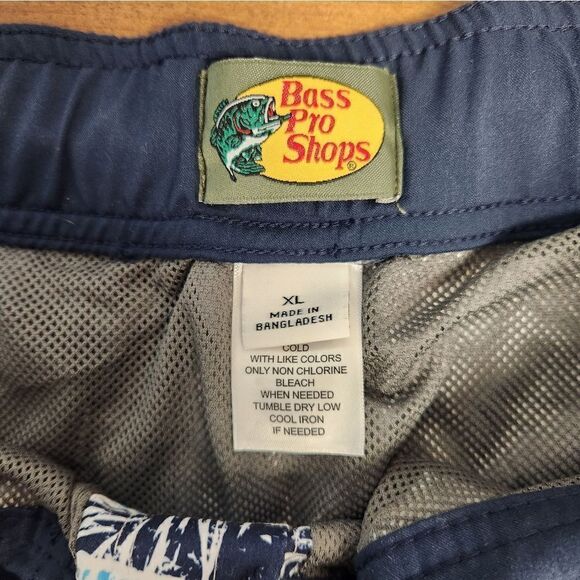 Bass
Pro
Shops®
XL
MADE IN
BANGLADESH
COLD
WITH LIKE COLORS
ONLY NON CHLORINE
BLEACH
WHEN NEEDED
TUMBLE DRY LOW
COOL IRON
IF NEEDED